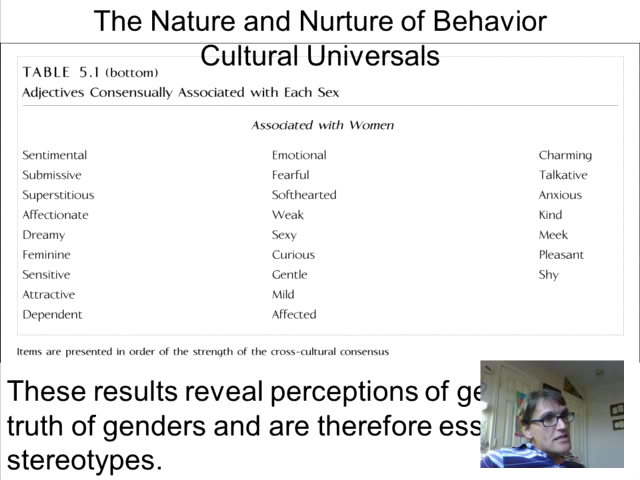 The Nature and Nurture of Behavior
Cultural Universals
TABLE 5.1 (bottom)
Adjectives Consensually Associated with Each Sex
Associated with Women
Sentimental Emotional Charming
Submissive Fearful Talkative
Superstitious Softhearted Anxious
Affectionate Weak Kind
Dreamy Sexy Meek
Feminine Curious Pleasant
Sensitive Gentle Shy
Attractive Mild
Dependent Affected
Items are presented in order of the strength of the cross-cultural consensus
These results reveal perceptions of
truth of genders and are therefore
stereotypes.